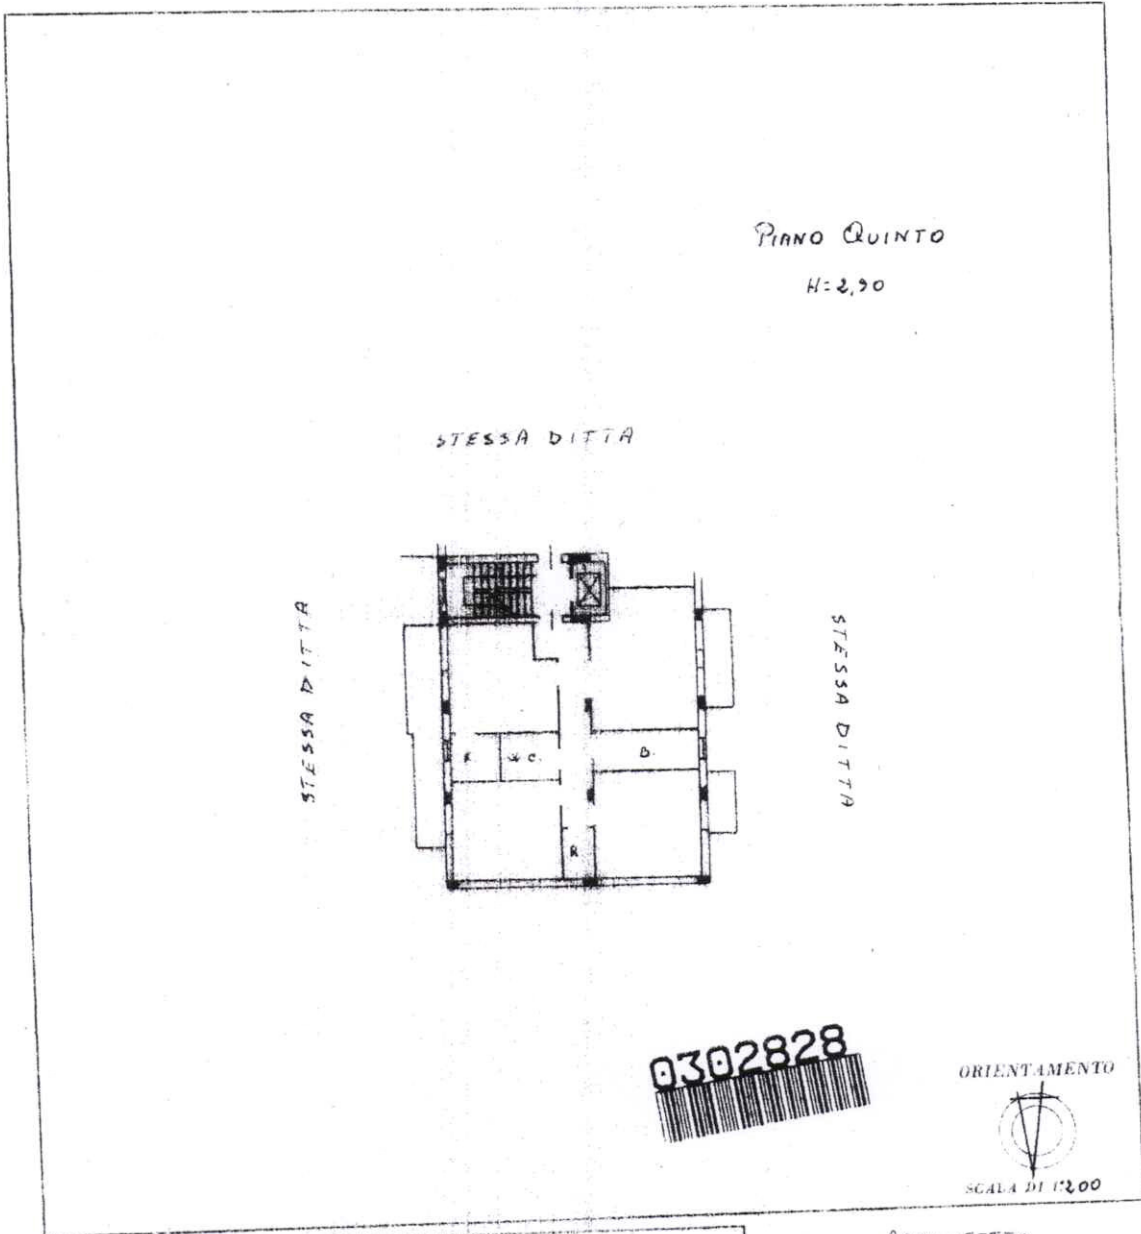 PIANO QUINTO
H=2,90
STESSA DITTA
STESSA DITTA
STESSA DITTA
K.
W.C.
B.
R
0302828
ORIENTAMENTO
SCALA DI 1:200